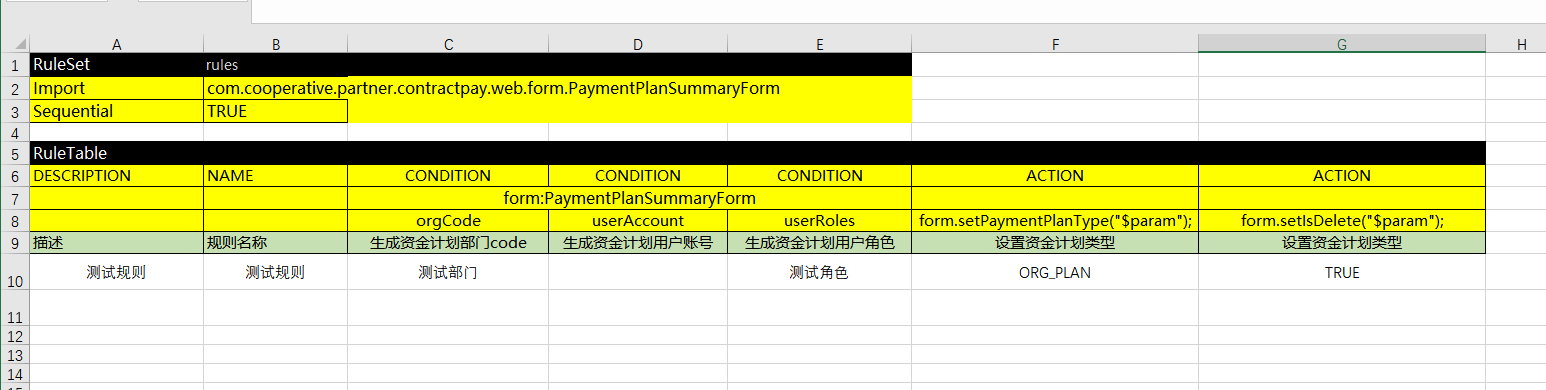 A B C D E F G H
1 RuleSet rules
2 Import com.cooperative.partner.contractpay.web.form.PaymentPlanSummaryForm
3 Sequential TRUE
4
5 RuleTable
6 DESCRIPTION NAME CONDITION CONDITION CONDITION ACTION ACTION
7 form:PaymentPlanSummaryForm
8 orgCode userAccount userRoles form.setPaymentPlanType("$param"); form.setIsDelete("$param");
9 描述 规则名称 生成资金计划部门code 生成资金计划用户账号 生成资金计划用户角色 设置资金计划类型 设置资金计划类型
10 测试规则 测试规则 测试部门 测试角色 ORG_PLAN TRUE
11
12
13
14